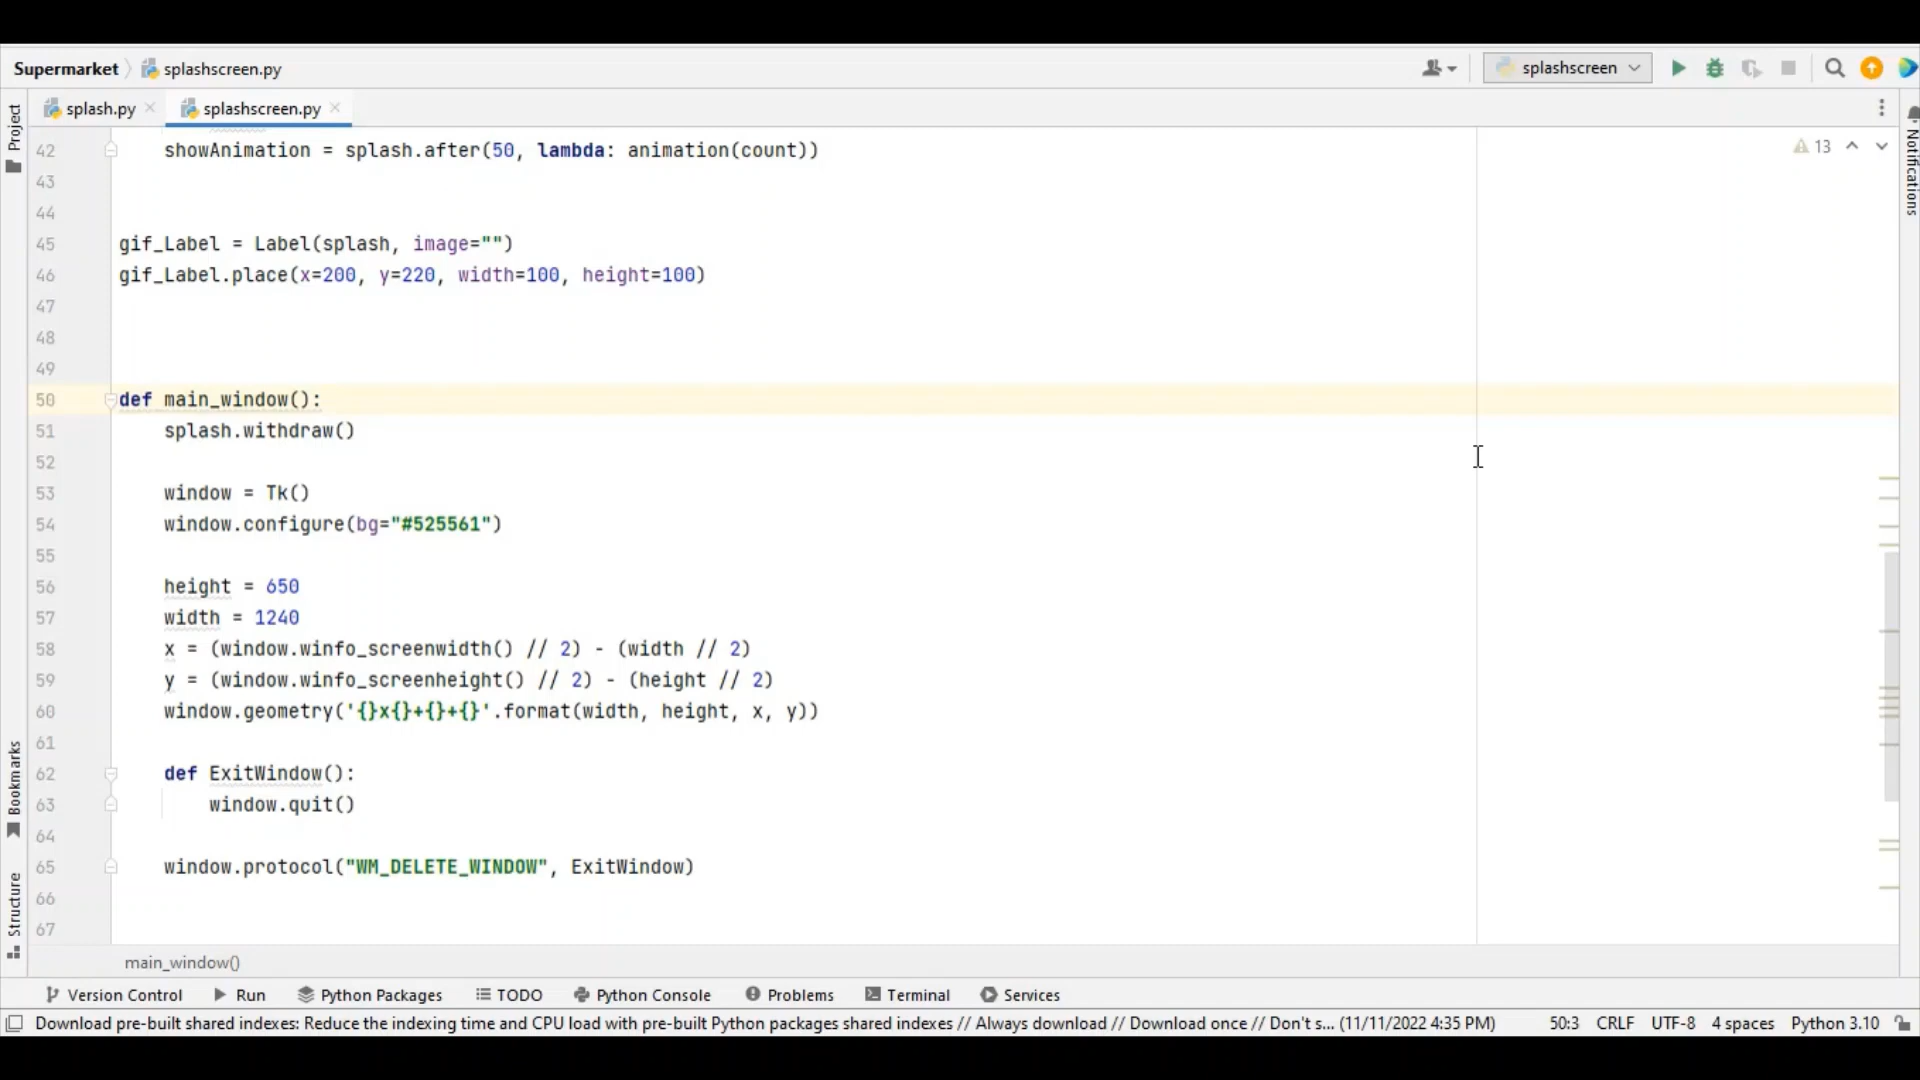 Supermarket splashscreen.py
splashscreen
splash.py splashscreen.py
Project
Notifications
13
42 showAnimation = splash.after(50, lambda: animation(count))
43
44
45 gif_Label = Label(splash, image="")
46 gif_Label.place(x=200, y=220, width=100, height=100)
47
48
49
50 def main_window():
51 splash.withdraw()
52
53 window = Tk()
54 window.configure(bg="#525561")
55
56 height = 650
57 width = 1240
58 x = (window.winfo_screenwidth() // 2) - (width // 2)
59 y = (window.winfo_screenheight() // 2) - (height // 2)
60 window.geometry('{}x{}+{}+{}'.format(width, height, x, y))
61
62 def ExitWindow():
63 window.quit()
64
65 window.protocol("WM_DELETE_WINDOW", ExitWindow)
66
67
Bookmarks
Structure
main_window()
Version Control Run Python Packages TODO Python Console Problems Terminal Services
Download pre-built shared indexes: Reduce the indexing time and CPU load with pre-built Python packages shared indexes // Always download // Download once // Don't s... (11/11/2022 4:35 PM) 50:3 CRLF UTF-8 4 spaces Python 3.10